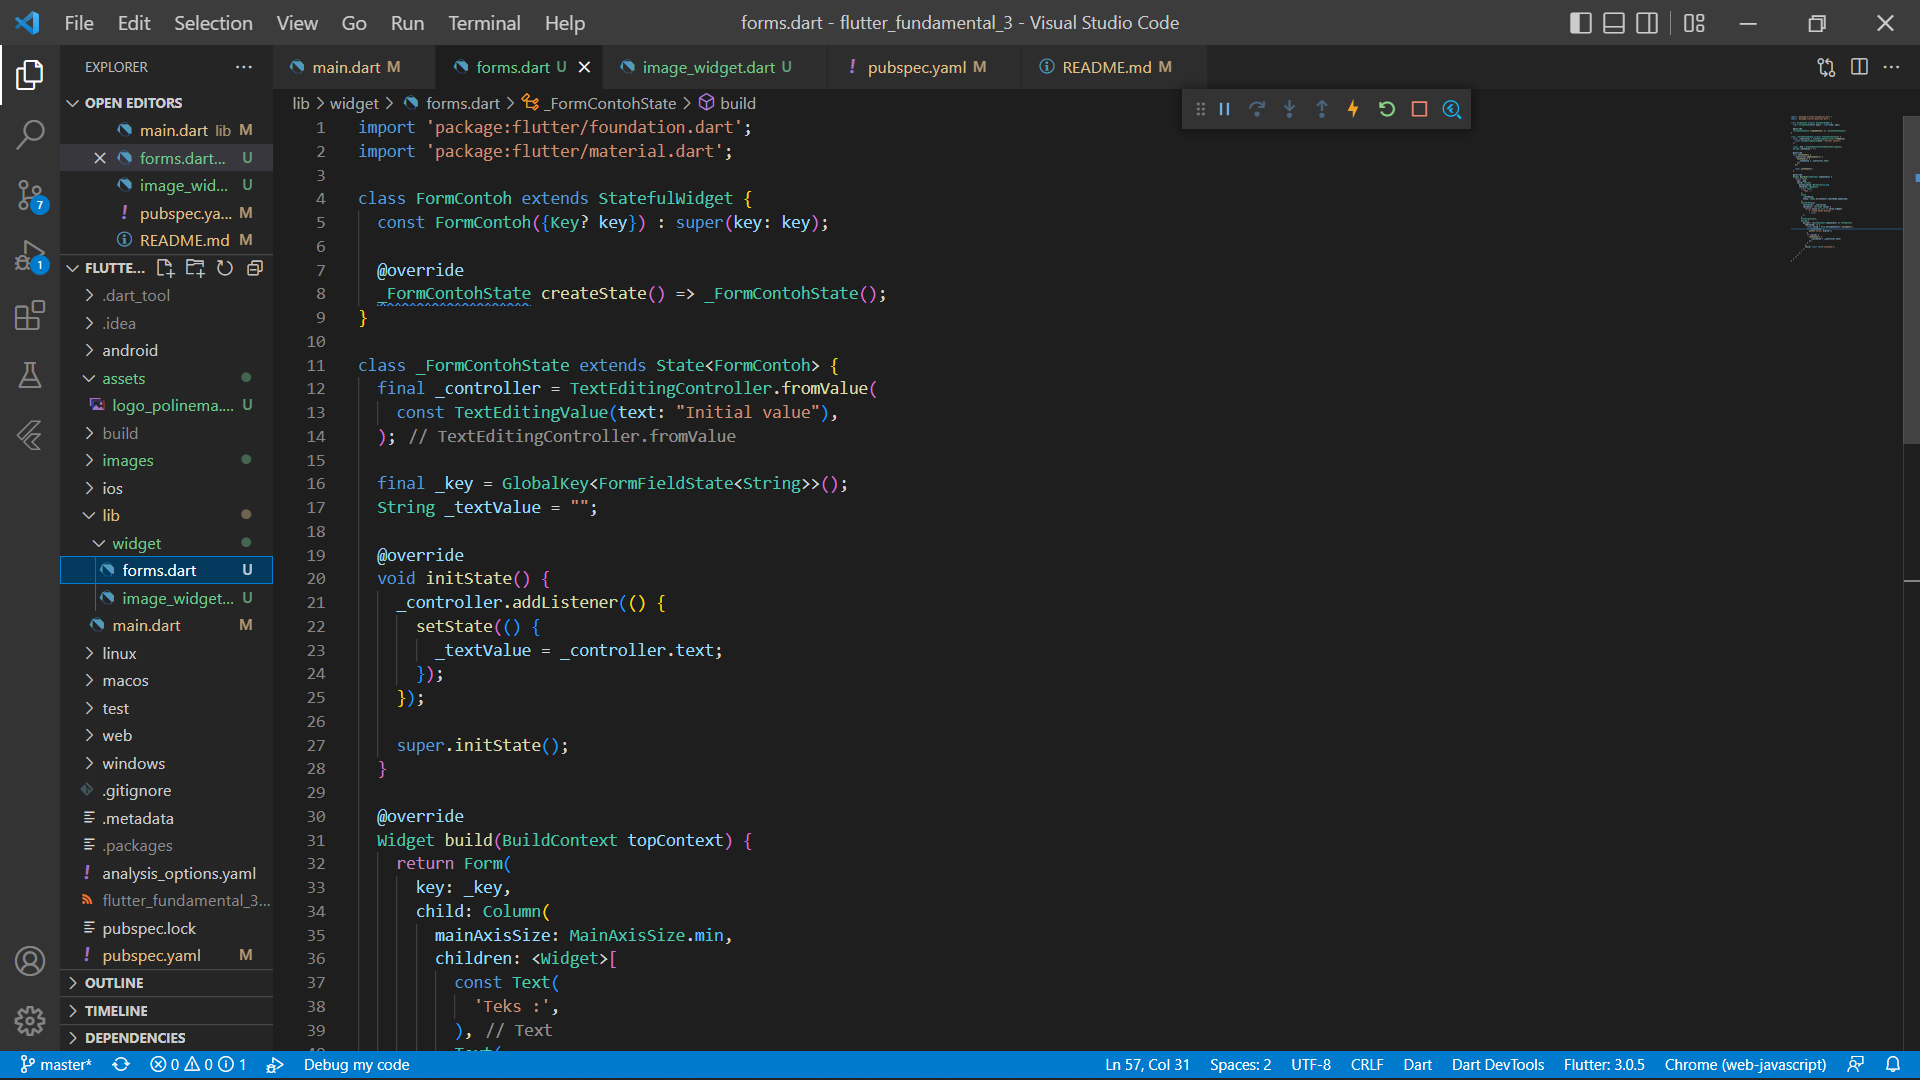 File Edit Selection View Go Run Terminal Help
forms.dart - flutter_fundamental_3 - Visual Studio Code
EXPLORER
OPEN EDITORS
main.dart lib M
forms.dart... U
image_wid... U
pubspec.ya... M
README.md M
FLUTTE...
.dart_tool
.idea
android
assets
logo_polinema.... U
build
images
ios
lib
widget
forms.dart U
image_widget... U
main.dart M
linux
macos
test
web
windows
.gitignore
.metadata
.packages
analysis_options.yaml
flutter_fundamental_3...
pubspec.lock
pubspec.yaml M
OUTLINE
TIMELINE
DEPENDENCIES
7
1
main.dart M forms.dart U image_widget.dart U pubspec.yaml M README.md M
lib > widget > forms.dart > _FormContohState > build
1 import 'package:flutter/foundation.dart';
2 import 'package:flutter/material.dart';
3
4 class FormContoh extends StatefulWidget {
5 const FormContoh({Key? key}) : super(key: key);
6
7 @override
8 _FormContohState createState() => _FormContohState();
9 }
10
11 class _FormContohState extends State<FormContoh> {
12 final _controller = TextEditingController.fromValue(
13 const TextEditingValue(text: "Initial value"),
14 ); // TextEditingController.fromValue
15
16 final _key = GlobalKey<FormFieldState<String>>();
17 String _textValue = "";
18
19 @override
20 void initState() {
21 _controller.addListener(() {
22 setState(() {
23 _textValue = _controller.text;
24 });
25 });
26
27 super.initState();
28 }
29
30 @override
31 Widget build(BuildContext topContext) {
32 return Form(
33 key: _key,
34 child: Column(
35 mainAxisSize: MainAxisSize.min,
36 children: <Widget>[
37 const Text(
38 'Teks :',
39 ), // Text
master* 0 0 1 Debug my code Ln 57, Col 31 Spaces: 2 UTF-8 CRLF Dart Dart DevTools Flutter: 3.0.5 Chrome (web-javascript)